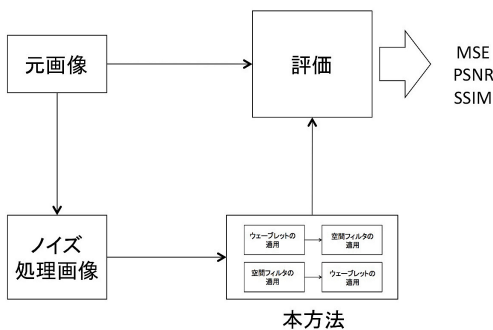 元画像
評価
MSE
PSNR
SSIM
ノイズ
処理画像
ウェーブレットの
適用
空間フィルタの
適用
空間フィルタの
適用
ウェーブレットの
適用
本方法